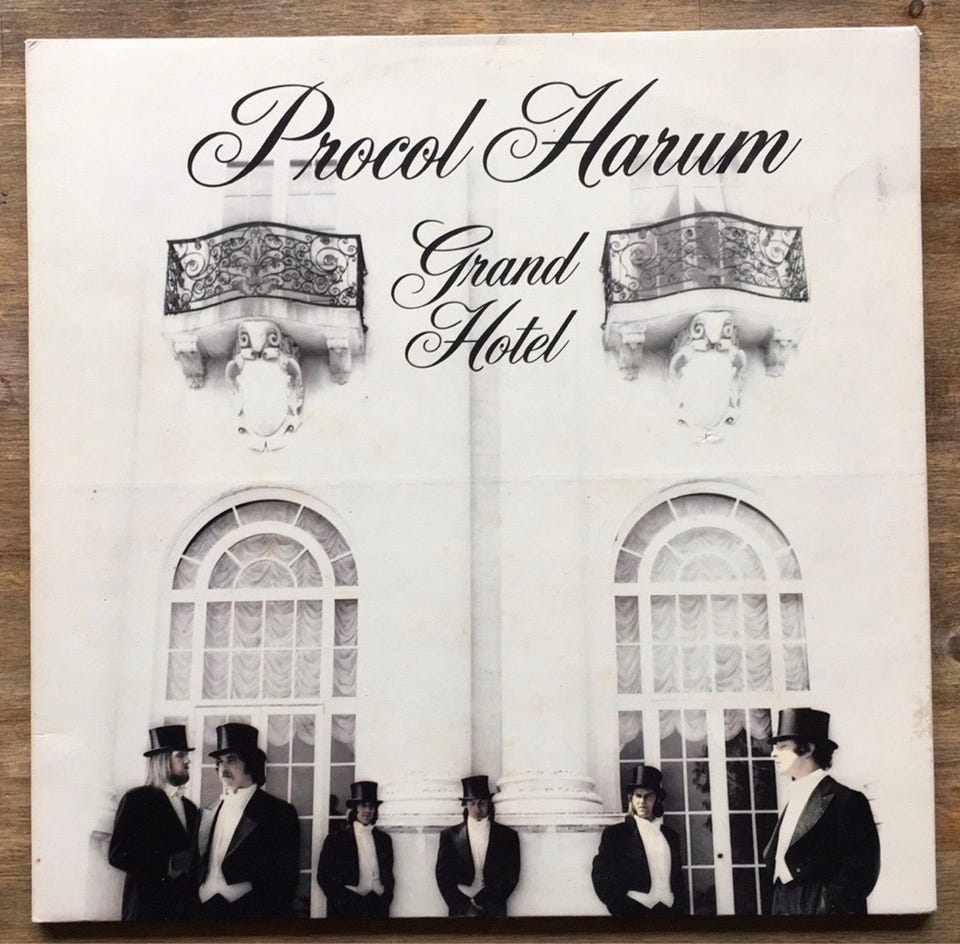 Procol Harum
Grand
Hotel